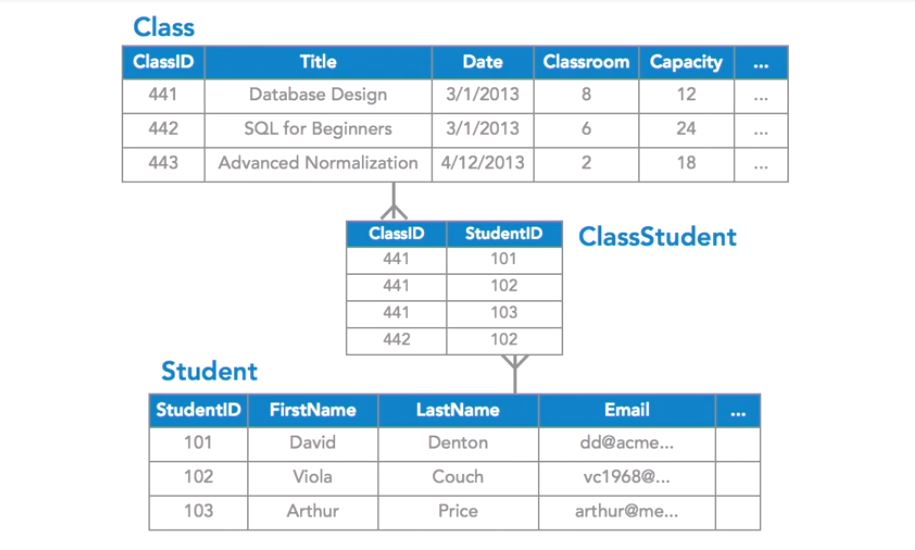 Class
ClassID Title Date Classroom Capacity ...
441 Database Design 3/1/2013 8 12 ...
442 SQL for Beginners 3/1/2013 6 24 ...
443 Advanced Normalization 4/12/2013 2 18 ...
ClassStudent
ClassID StudentID
441 101
441 102
441 103
442 102
Student
StudentID FirstName LastName Email ...
101 David Denton dd@acme...
102 Viola Couch vc1968@...
103 Arthur Price arthur@me...